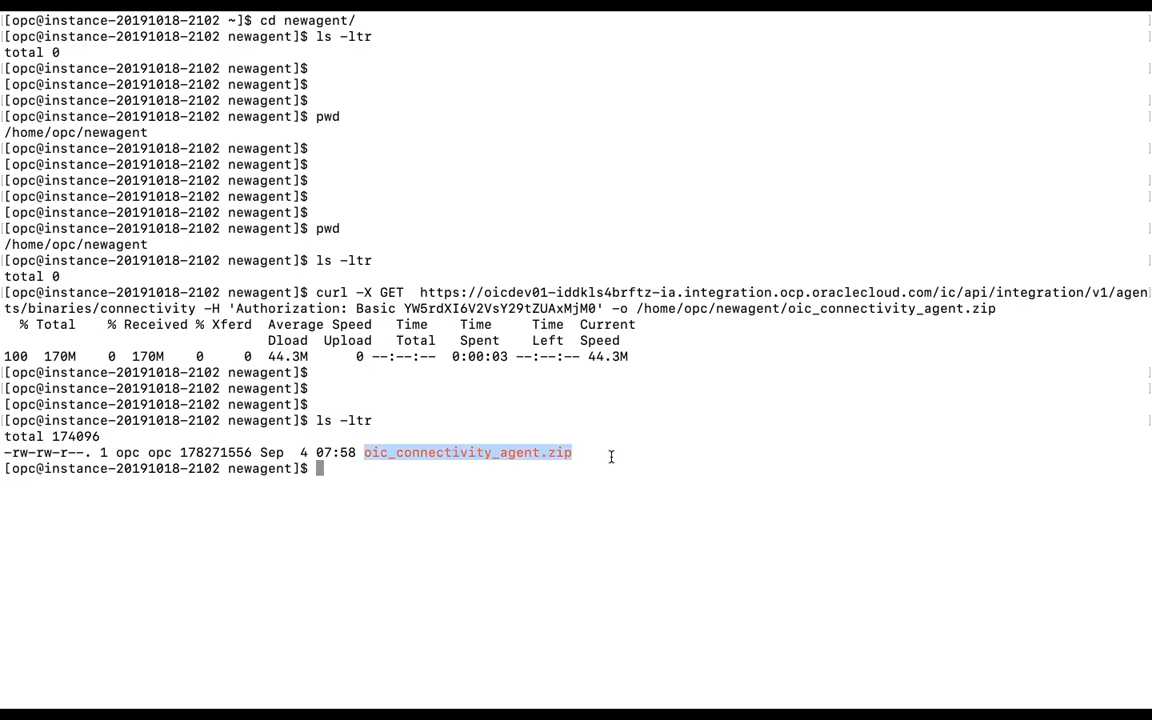 [opc@instance-20191018-2102 ~]$ cd newagent/
[opc@instance-20191018-2102 newagent]$ ls -ltr
total 0
[opc@instance-20191018-2102 newagent]$
[opc@instance-20191018-2102 newagent]$
[opc@instance-20191018-2102 newagent]$
[opc@instance-20191018-2102 newagent]$ pwd
/home/opc/newagent
[opc@instance-20191018-2102 newagent]$
[opc@instance-20191018-2102 newagent]$
[opc@instance-20191018-2102 newagent]$
[opc@instance-20191018-2102 newagent]$
[opc@instance-20191018-2102 newagent]$
[opc@instance-20191018-2102 newagent]$ pwd
/home/opc/newagent
[opc@instance-20191018-2102 newagent]$ ls -ltr
total 0
[opc@instance-20191018-2102 newagent]$ curl -X GET  https://oicdev01-iddkls4brftz-ia.integration.ocp.oraclecloud.com/ic/api/integration/v1/agen
ts/binaries/connectivity -H 'Authorization: Basic YW5rdXI6V2VsY29tZUAxMjM0' -o /home/opc/newagent/oic_connectivity_agent.zip
  % Total    % Received % Xferd  Average Speed   Time    Time     Time  Current
                                 Dload  Upload   Total   Spent    Left  Speed
100  170M    0  170M    0     0  44.3M      0 --:--:--  0:00:03 --:--:-- 44.3M
[opc@instance-20191018-2102 newagent]$
[opc@instance-20191018-2102 newagent]$
[opc@instance-20191018-2102 newagent]$
[opc@instance-20191018-2102 newagent]$ ls -ltr
total 174096
-rw-rw-r--. 1 opc opc 178271556 Sep  4 07:58 oic_connectivity_agent.zip
[opc@instance-20191018-2102 newagent]$